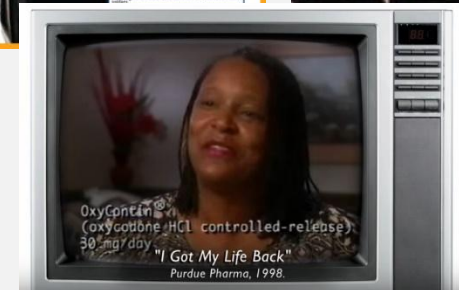 OxyContin®
(oxycodone HCl controlled-release)
30 mg/day
"I Got My Life Back"
Purdue Pharma, 1998.